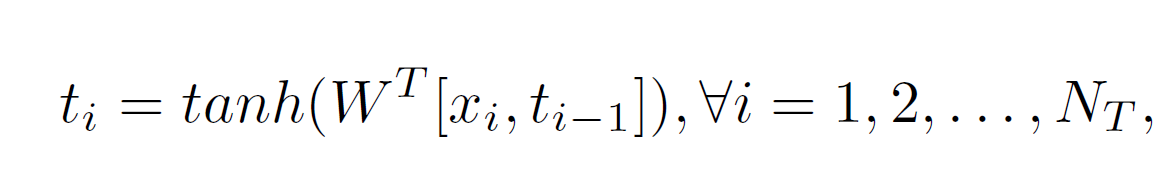 t_i = tanh(W^T[x_i, t_{i-1}]), ∀i = 1, 2, . . . , N_T,